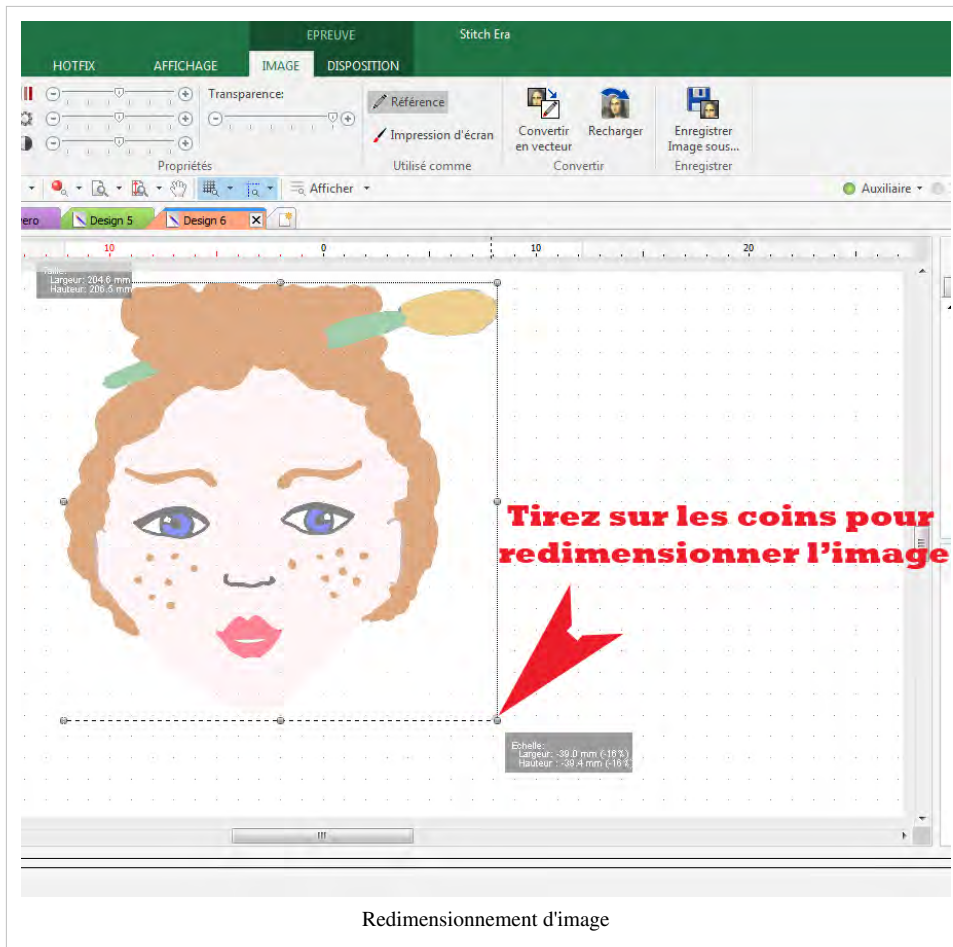 EPREUVE
Stitch Era
HOTFIX AFFICHAGE IMAGE DISPOSITION
Transparence:
Référence
Impression d'écran
Convertir en vecteur
Recharger
Enregistrer Image sous...
Propriétés Utilisé comme Convertir Enregistrer
Afficher
Auxiliaire
ero Design 5 Design 6
10 0 10 20
Taille:
Largeur: 204.6 mm
Hauteur: 206.5 mm
Tirez sur les coins pour
redimensionner l'image
Echelle:
Largeur: -39.0 mm (-16%)
Hauteur : -39.4 mm (-16%)
Redimensionnement d'image